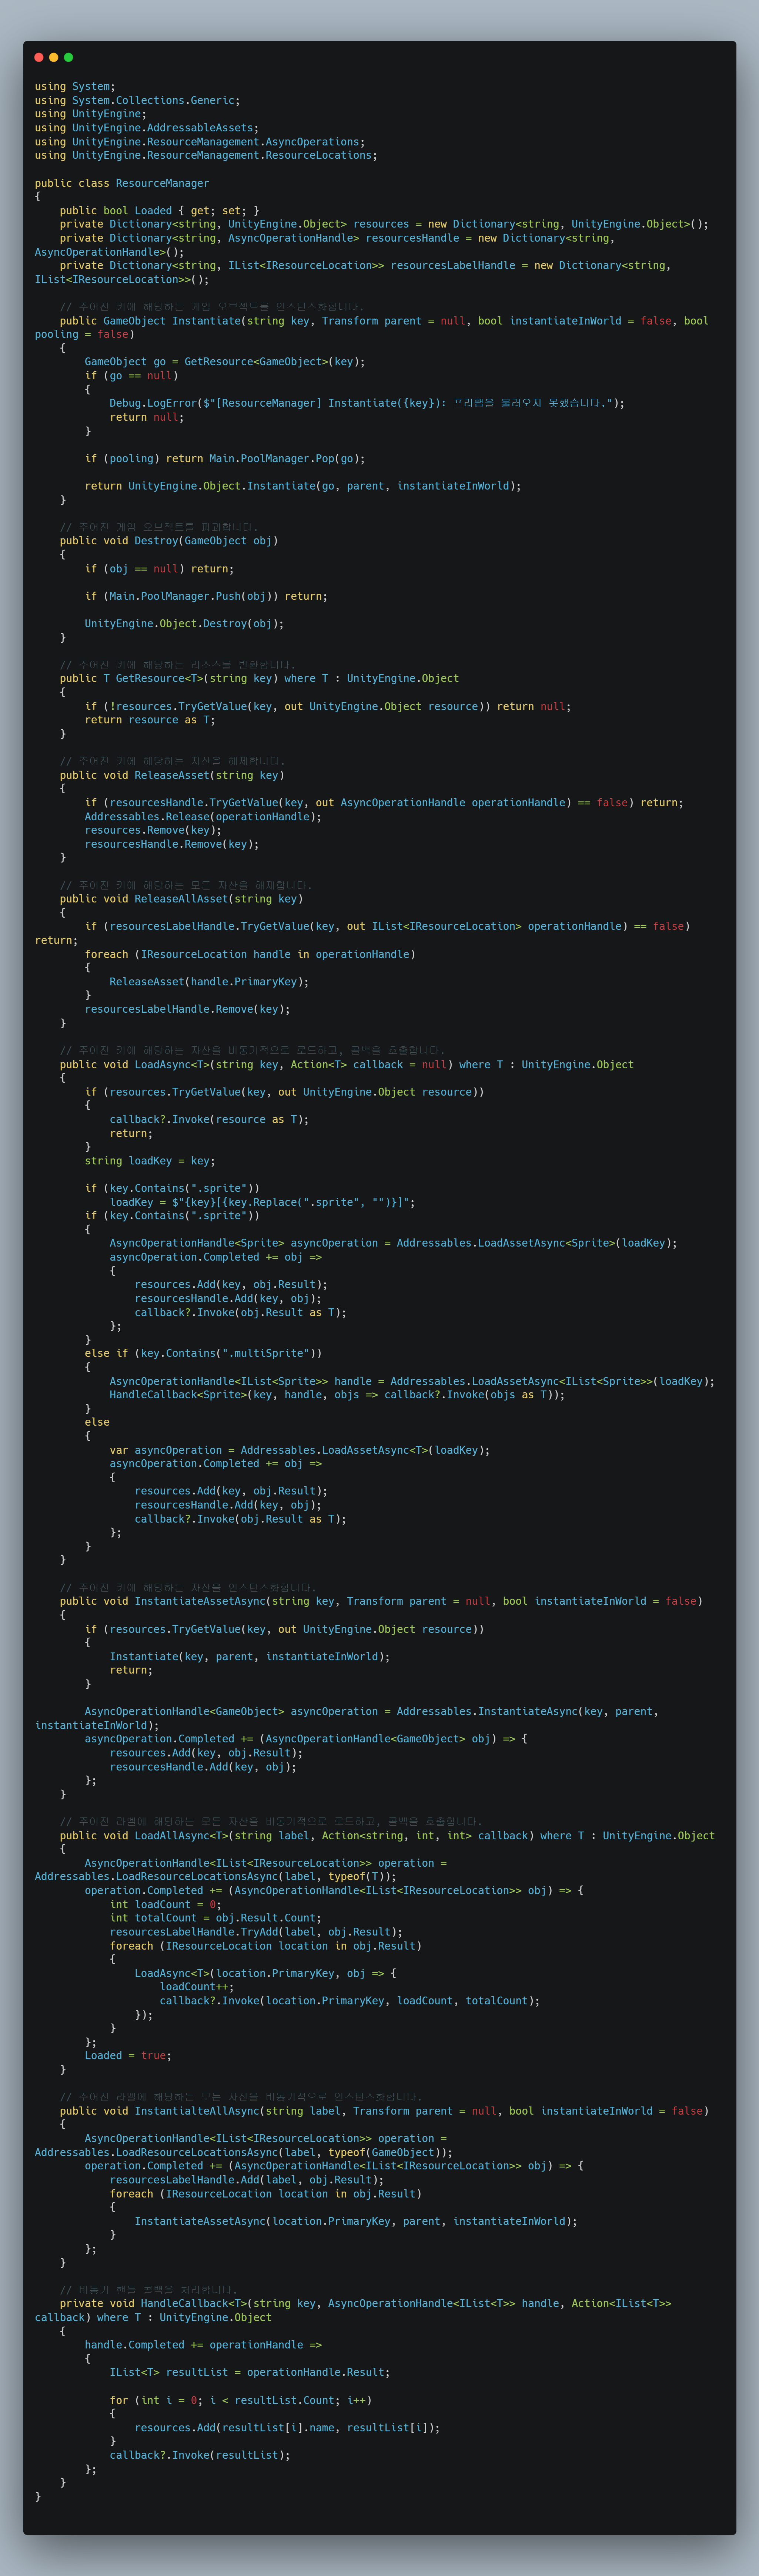 using System;
using System.Collections.Generic;
using UnityEngine;
using UnityEngine.AddressableAssets;
using UnityEngine.ResourceManagement.AsyncOperations;
using UnityEngine.ResourceManagement.ResourceLocations;

public class ResourceManager
{
    public bool Loaded { get; set; }
    private Dictionary<string, UnityEngine.Object> resources = new Dictionary<string, UnityEngine.Object>();
    private Dictionary<string, AsyncOperationHandle> resourcesHandle = new Dictionary<string,
AsyncOperationHandle>();
    private Dictionary<string, IList<IResourceLocation>> resourcesLabelHandle = new Dictionary<string,
IList<IResourceLocation>>();

    // 주어진 키에 해당하는 게임 오브젝트를 인스턴스화합니다.
    public GameObject Instantiate(string key, Transform parent = null, bool instantiateInWorld = false, bool
pooling = false)
    {
        GameObject go = GetResource<GameObject>(key);
        if (go == null)
        {
            Debug.LogError($"[ResourceManager] Instantiate({key}): 프리팹을 불러오지 못했습니다.");
            return null;
        }

        if (pooling) return Main.PoolManager.Pop(go);

        return UnityEngine.Object.Instantiate(go, parent, instantiateInWorld);
    }

    // 주어진 게임 오브젝트를 파괴합니다.
    public void Destroy(GameObject obj)
    {
        if (obj == null) return;

        if (Main.PoolManager.Push(obj)) return;

        UnityEngine.Object.Destroy(obj);
    }

    // 주어진 키에 해당하는 리소스를 반환합니다.
    public T GetResource<T>(string key) where T : UnityEngine.Object
    {
        if (!resources.TryGetValue(key, out UnityEngine.Object resource)) return null;
        return resource as T;
    }

    // 주어진 키에 해당하는 자산을 해제합니다.
    public void ReleaseAsset(string key)
    {
        if (resourcesHandle.TryGetValue(key, out AsyncOperationHandle operationHandle) == false) return;
        Addressables.Release(operationHandle);
        resources.Remove(key);
        resourcesHandle.Remove(key);
    }

    // 주어진 키에 해당하는 모든 자산을 해제합니다.
    public void ReleaseAllAsset(string key)
    {
        if (resourcesLabelHandle.TryGetValue(key, out IList<IResourceLocation> operationHandle) == false)
return;
        foreach (IResourceLocation handle in operationHandle)
        {
            ReleaseAsset(handle.PrimaryKey);
        }
        resourcesLabelHandle.Remove(key);
    }

    // 주어진 키에 해당하는 자산을 비동기적으로 로드하고, 콜백을 호출합니다.
    public void LoadAsync<T>(string key, Action<T> callback = null) where T : UnityEngine.Object
    {
        if (resources.TryGetValue(key, out UnityEngine.Object resource))
        {
            callback?.Invoke(resource as T);
            return;
        }
        string loadKey = key;

        if (key.Contains(".sprite"))
            loadKey = $"{key}[{key.Replace(".sprite", "")}]";
        if (key.Contains(".sprite"))
        {
            AsyncOperationHandle<Sprite> asyncOperation = Addressables.LoadAssetAsync<Sprite>(loadKey);
            asyncOperation.Completed += obj =>
            {
                resources.Add(key, obj.Result);
                resourcesHandle.Add(key, obj);
                callback?.Invoke(obj.Result as T);
            };
        }
        else if (key.Contains(".multiSprite"))
        {
            AsyncOperationHandle<IList<Sprite>> handle = Addressables.LoadAssetAsync<IList<Sprite>>(loadKey);
            HandleCallback<Sprite>(key, handle, objs => callback?.Invoke(objs as T));
        }
        else
        {
            var asyncOperation = Addressables.LoadAssetAsync<T>(loadKey);
            asyncOperation.Completed += obj =>
            {
                resources.Add(key, obj.Result);
                resourcesHandle.Add(key, obj);
                callback?.Invoke(obj.Result as T);
            };
        }
    }

    // 주어진 키에 해당하는 자산을 인스턴스화합니다.
    public void InstantiateAssetAsync(string key, Transform parent = null, bool instantiateInWorld = false)
    {
        if (resources.TryGetValue(key, out UnityEngine.Object resource))
        {
            Instantiate(key, parent, instantiateInWorld);
            return;
        }

        AsyncOperationHandle<GameObject> asyncOperation = Addressables.InstantiateAsync(key, parent,
instantiateInWorld);
        asyncOperation.Completed += (AsyncOperationHandle<GameObject> obj) => {
            resources.Add(key, obj.Result);
            resourcesHandle.Add(key, obj);
        };
    }

    // 주어진 라벨에 해당하는 모든 자산을 비동기적으로 로드하고, 콜백을 호출합니다.
    public void LoadAllAsync<T>(string label, Action<string, int, int> callback) where T : UnityEngine.Object
    {
        AsyncOperationHandle<IList<IResourceLocation>> operation =
Addressables.LoadResourceLocationsAsync(label, typeof(T));
        operation.Completed += (AsyncOperationHandle<IList<IResourceLocation>> obj) => {
            int loadCount = 0;
            int totalCount = obj.Result.Count;
            resourcesLabelHandle.TryAdd(label, obj.Result);
            foreach (IResourceLocation location in obj.Result)
            {
                LoadAsync<T>(location.PrimaryKey, obj => {
                    loadCount++;
                    callback?.Invoke(location.PrimaryKey, loadCount, totalCount);
                });
            }
        };
        Loaded = true;
    }

    // 주어진 라벨에 해당하는 모든 자산을 비동기적으로 인스턴스화합니다.
    public void InstantialteAllAsync(string label, Transform parent = null, bool instantiateInWorld = false)
    {
        AsyncOperationHandle<IList<IResourceLocation>> operation =
Addressables.LoadResourceLocationsAsync(label, typeof(GameObject));
        operation.Completed += (AsyncOperationHandle<IList<IResourceLocation>> obj) => {
            resourcesLabelHandle.Add(label, obj.Result);
            foreach (IResourceLocation location in obj.Result)
            {
                InstantiateAssetAsync(location.PrimaryKey, parent, instantiateInWorld);
            }
        };
    }

    // 비동기 핸들 콜백을 처리합니다.
    private void HandleCallback<T>(string key, AsyncOperationHandle<IList<T>> handle, Action<IList<T>>
callback) where T : UnityEngine.Object
    {
        handle.Completed += operationHandle =>
        {
            IList<T> resultList = operationHandle.Result;

            for (int i = 0; i < resultList.Count; i++)
            {
                resources.Add(resultList[i].name, resultList[i]);
            }
            callback?.Invoke(resultList);
        };
    }
}